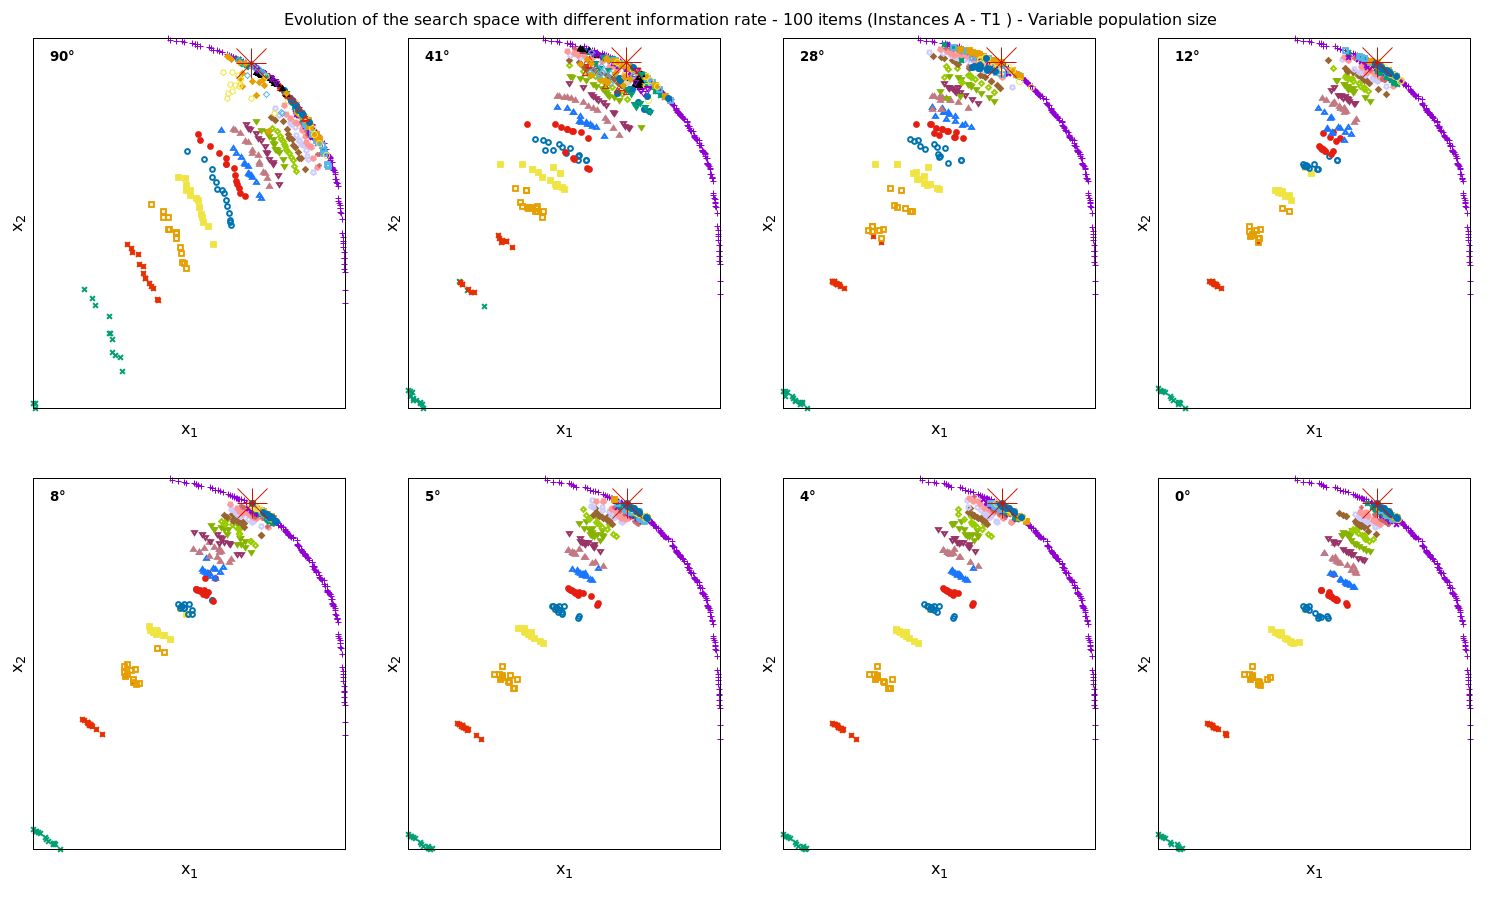 Evolution of the search space with different information rate - 100 items (Instances A - T1 ) - Variable population size
90°
41°
28°
12°
x2
x2
x2
x2
x1
x1
x1
x1
8°
5°
4°
0°
x2
x2
x2
x2
x1
x1
x1
x1